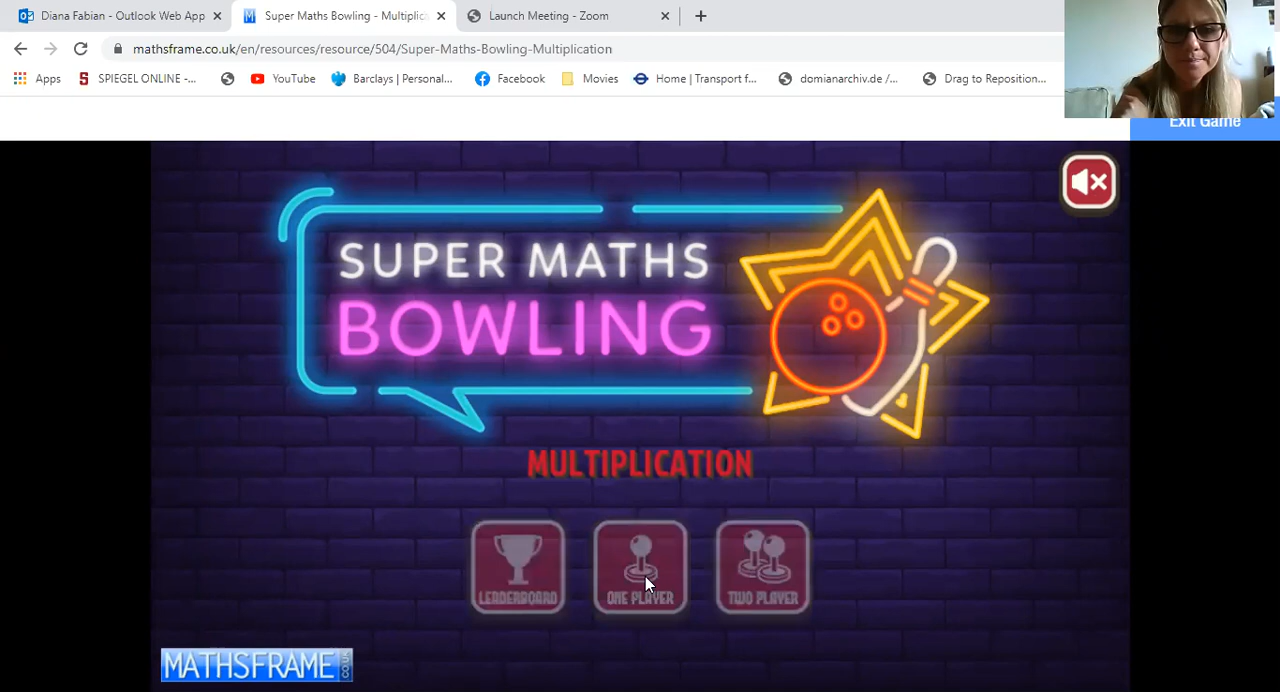 Diana Fabian - Outlook Web App
Super Maths Bowling - Multiplic
Launch Meeting - Zoom
mathsframe.co.uk/en/resources/resource/504/Super-Maths-Bowling-Multiplication
Apps
SPIEGEL ONLINE -...
YouTube
Barclays | Personal...
Facebook
Movies
Home | Transport f...
domianarchiv.de /...
Drag to Reposition...
Exit Game
SUPER MATHS
BOWLING
MULTIPLICATION
LEADERBOARD
ONE PLAYER
TWO PLAYER
MATHSFRAME.CO.UK